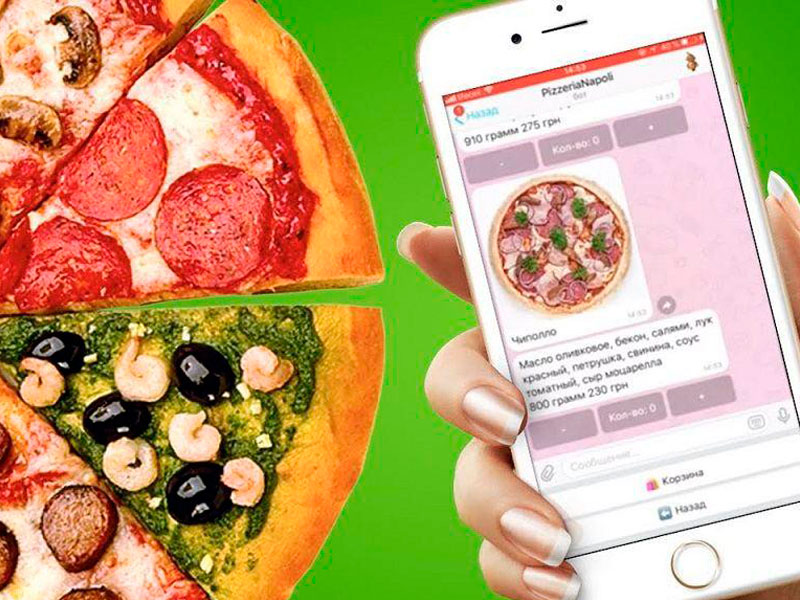 14:53
40 %
PizzeriaNapoli
бот
Назад
910 грамм 275 грн
14:53
-
Кол-во: 0
+
14:53
Чиполло
Масло оливковое, бекон, салями, лук
красный, петрушка, свинина, соус
томатный, сыр моцарелла
800 грамм 230 грн
14:53
-
Кол-во: 0
+
Сообщение...
Корзина
Назад